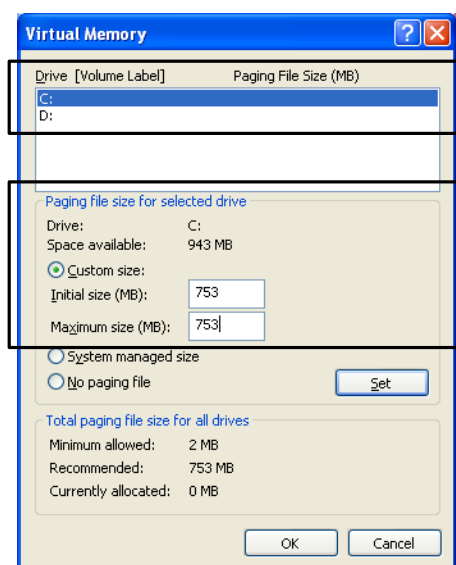 Virtual Memory
Drive [Volume Label] Paging File Size (MB)
C:
D:
Paging file size for selected drive
Drive: C:
Space available: 943 MB
Custom size:
Initial size (MB): 753
Maximum size (MB): 753
System managed size
No paging file Set
Total paging file size for all drives
Minimum allowed: 2 MB
Recommended: 753 MB
Currently allocated: 0 MB
OK Cancel